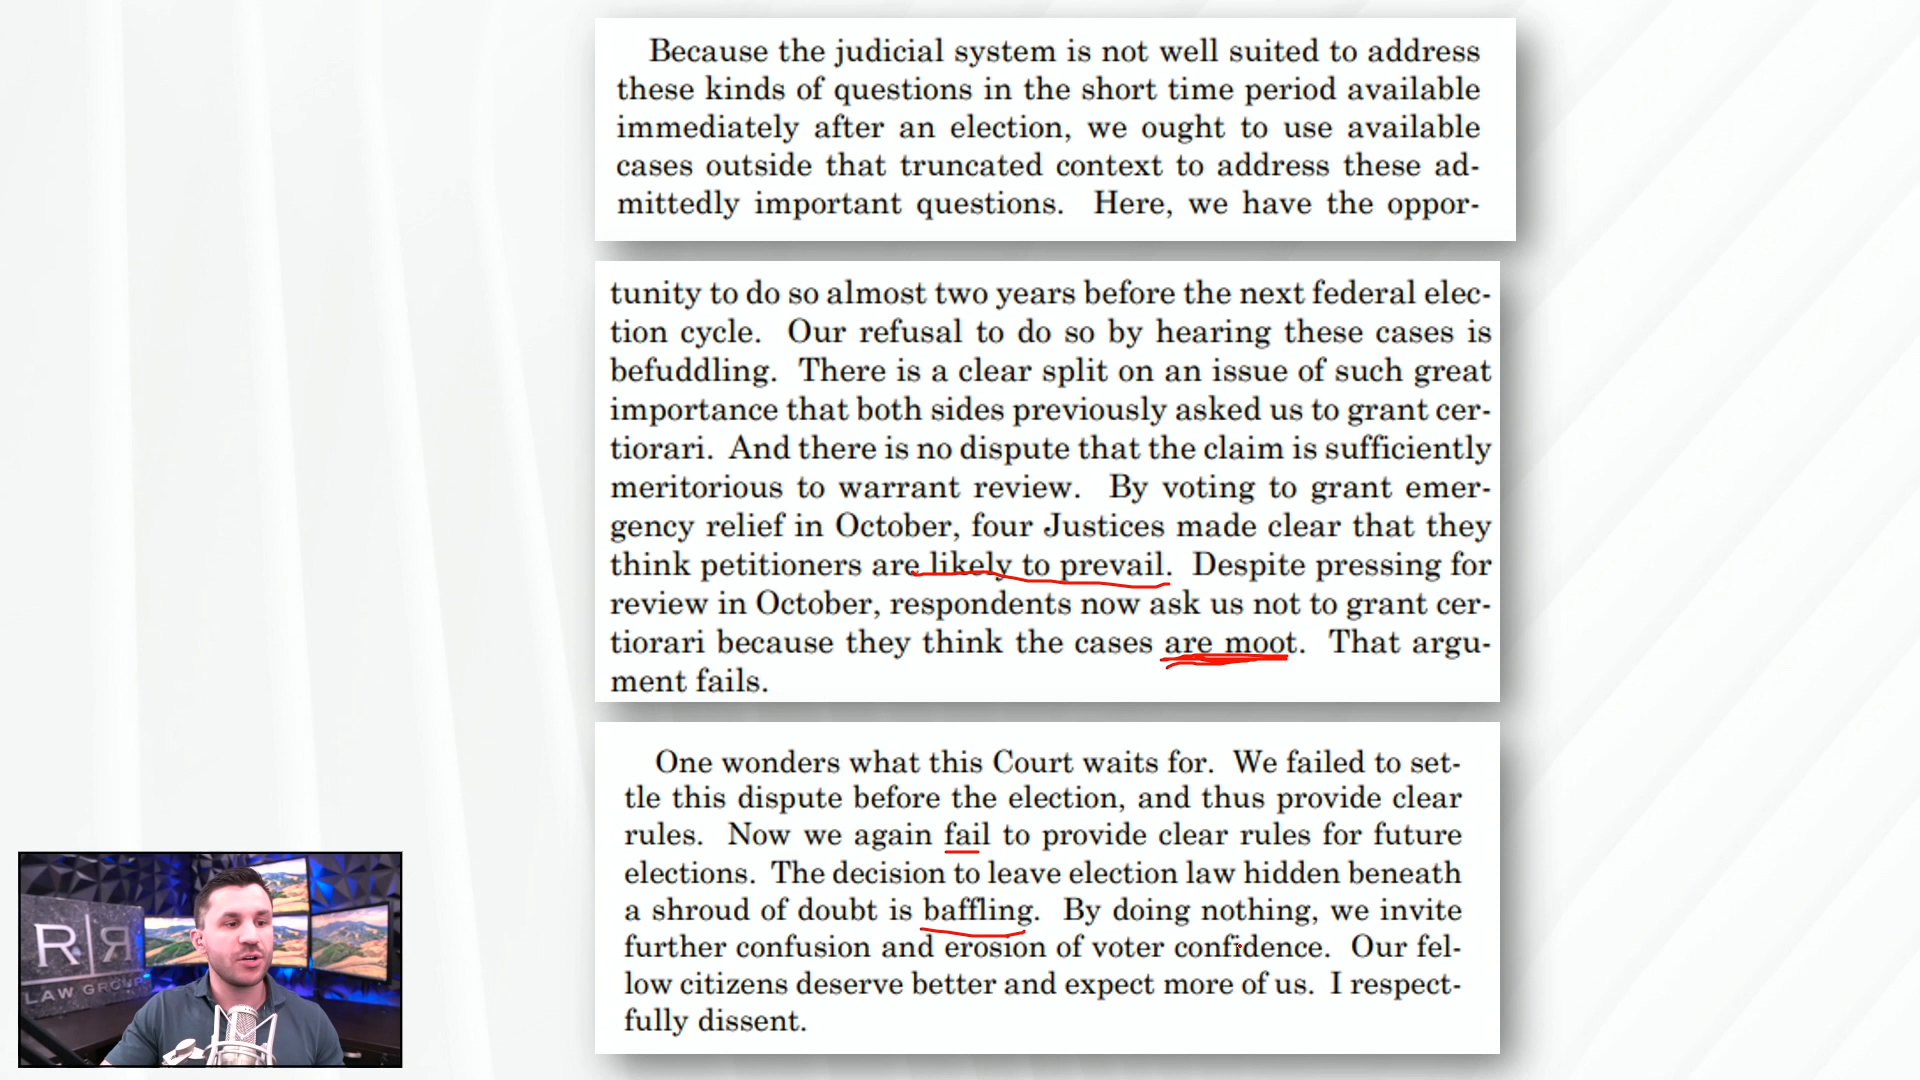 Because the judicial system is not well suited to address
these kinds of questions in the short time period available
immediately after an election, we ought to use available
cases outside that truncated context to address these ad-
mittedly important questions. Here, we have the oppor-
tunity to do so almost two years before the next federal elec-
tion cycle. Our refusal to do so by hearing these cases is
befuddling. There is a clear split on an issue of such great
importance that both sides previously asked us to grant cer-
tiorari. And there is no dispute that the claim is sufficiently
meritorious to warrant review. By voting to grant emer-
gency relief in October, four Justices made clear that they
think petitioners are likely to prevail. Despite pressing for
review in October, respondents now ask us not to grant cer-
tiorari because they think the cases are moot. That argu-
ment fails.
One wonders what this Court waits for. We failed to set-
tle this dispute before the election, and thus provide clear
rules. Now we again fail to provide clear rules for future
elections. The decision to leave election law hidden beneath
a shroud of doubt is baffling. By doing nothing, we invite
further confusion and erosion of voter confidence. Our fel-
low citizens deserve better and expect more of us. I respect-
fully dissent.
R|Я
LAW GROUP